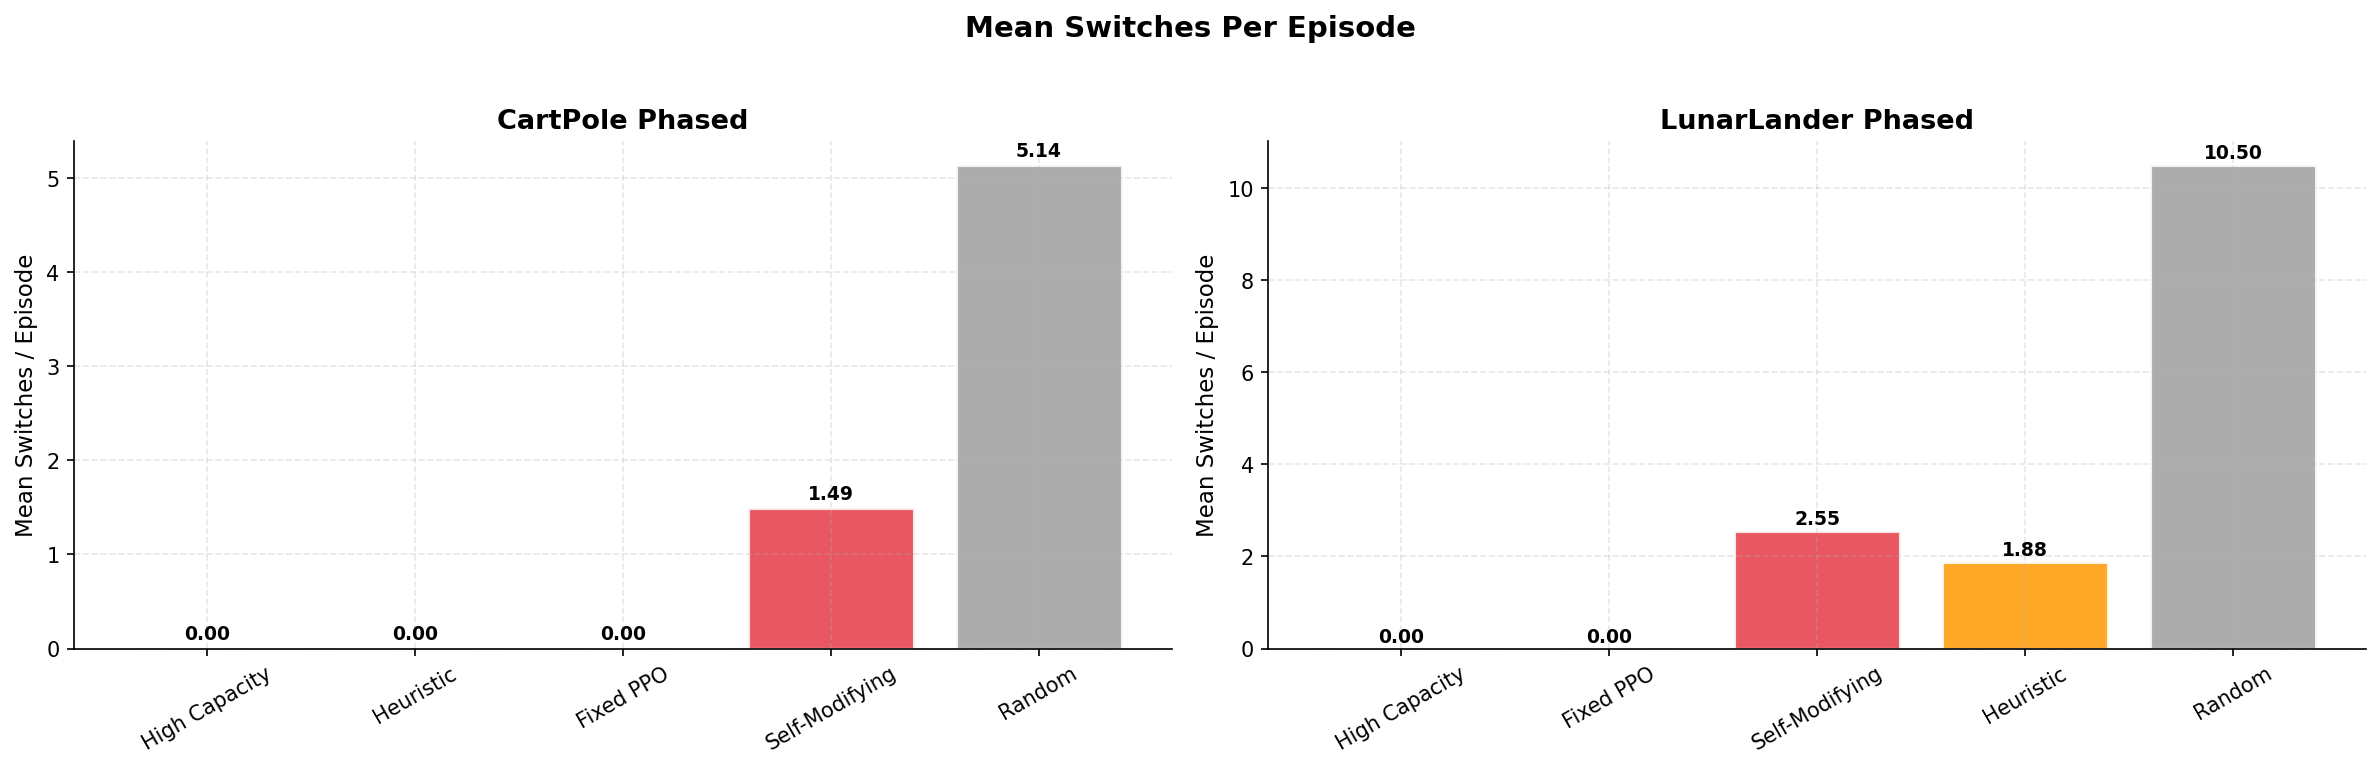 Mean Switches Per Episode
CartPole Phased
Mean Switches / Episode
5
4
3
2
1
0
0.00
0.00
0.00
1.49
5.14
High Capacity
Heuristic
Fixed PPO
Self-Modifying
Random
LunarLander Phased
Mean Switches / Episode
10
8
6
4
2
0
0.00
0.00
2.55
1.88
10.50
High Capacity
Fixed PPO
Self-Modifying
Heuristic
Random